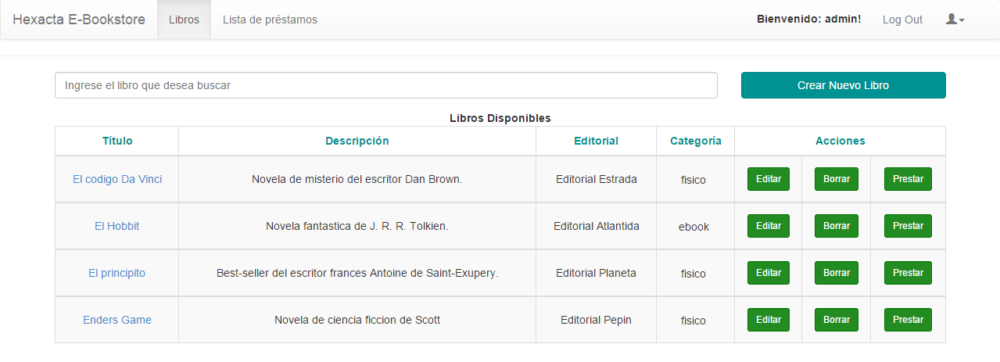 Hexacta E-Bookstore Libros Lista de préstamos Bienvenido: admin! Log Out
Ingrese el libro que desea buscar Crear Nuevo Libro
Libros Disponibles
Título Descripción Editorial Categoría Acciones
El codigo Da Vinci Novela de misterio del escritor Dan Brown. Editorial Estrada fisico Editar Borrar Prestar
El Hobbit Novela fantastica de J. R. R. Tolkien. Editorial Atlantida ebook Editar Borrar Prestar
El principito Best-seller del escritor frances Antoine de Saint-Exupery. Editorial Planeta fisico Editar Borrar Prestar
Enders Game Novela de ciencia ficcion de Scott Editorial Pepin fisico Editar Borrar Prestar